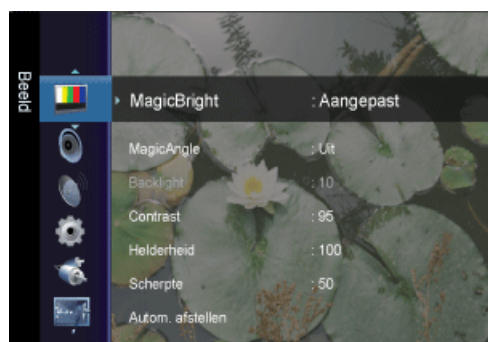 Beeld
MagicBright : Aangepast
MagicAngle : Uit
Backlight : 10
Contrast : 95
Helderheid : 100
Scherpte : 50
Autom. afstellen